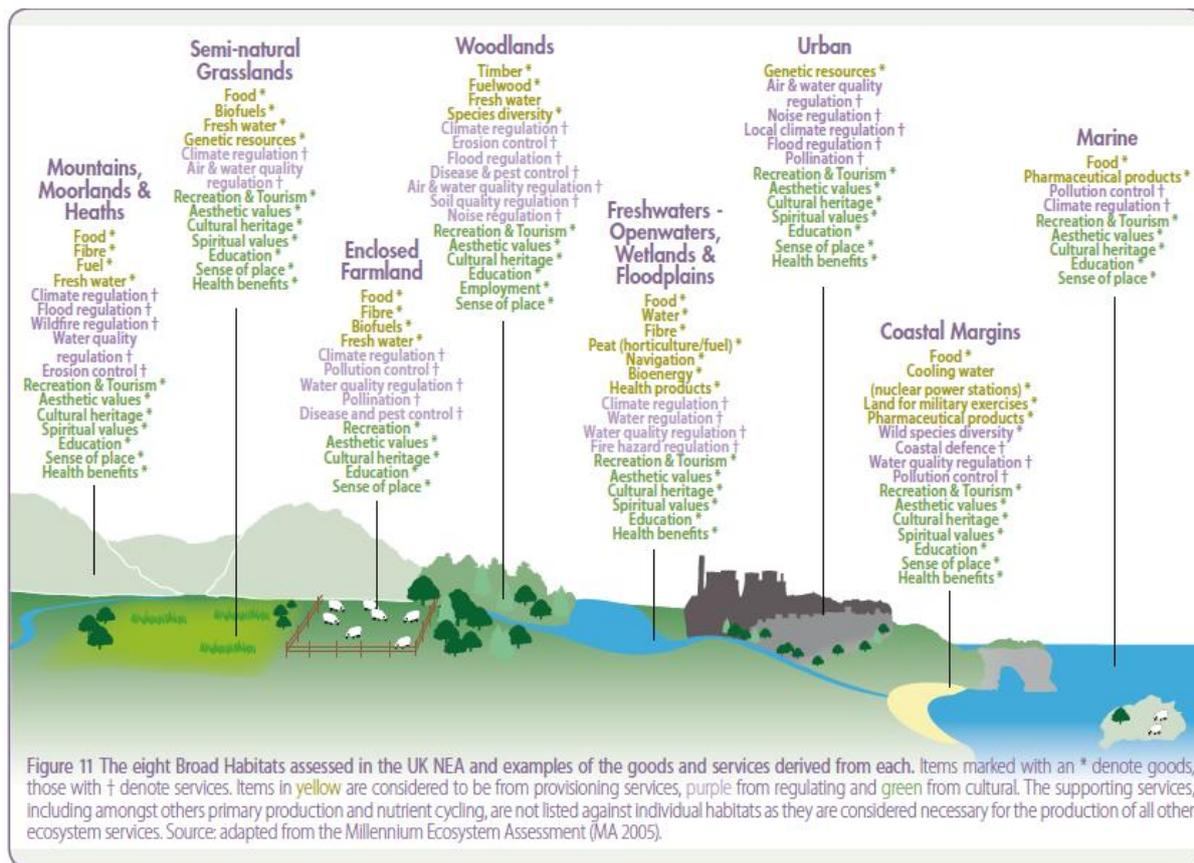 Mountains,
Moorlands &
Heaths
Food *
Fibre *
Fuel *
Fresh water *
Climate regulation †
Flood regulation †
Wildfire regulation †
Water quality
regulation †
Erosion control †
Recreation & Tourism *
Aesthetic values *
Cultural heritage *
Spiritual values *
Education *
Sense of place *
Health benefits *
Semi-natural
Grasslands
Food *
Biofuels *
Fresh water *
Genetic resources *
Climate regulation †
Air & water quality
regulation †
Recreation & Tourism *
Aesthetic values *
Cultural heritage *
Spiritual values *
Education *
Sense of place *
Health benefits *
Enclosed
Farmland
Food *
Fibre *
Biofuels *
Fresh water *
Climate regulation †
Pollution control †
Water quality regulation †
Pollination †
Disease and pest control †
Recreation *
Aesthetic values *
Cultural heritage *
Education *
Sense of place *
Woodlands
Timber *
Fuelwood *
Fresh water
Species diversity *
Climate regulation †
Erosion control †
Flood regulation †
Disease & pest control †
Air & water quality regulation †
Soil quality regulation †
Noise regulation †
Recreation & Tourism *
Aesthetic values *
Cultural heritage *
Education *
Employment *
Sense of place *
Freshwaters -
Openwaters,
Wetlands &
Floodplains
Food *
Water *
Fibre *
Peat (horticulture/fuel) *
Navigation *
Bioenergy *
Health products *
Climate regulation †
Water regulation †
Water quality regulation †
Fire hazard regulation †
Recreation & Tourism *
Aesthetic values *
Cultural heritage *
Spiritual values *
Education *
Health benefits *
Urban
Genetic resources *
Air & water quality
regulation †
Noise regulation †
Local climate regulation †
Flood regulation †
Pollination †
Recreation & Tourism *
Aesthetic values *
Cultural heritage *
Spiritual values *
Education *
Sense of place *
Health benefits *
Coastal Margins
Food *
Cooling water
(nuclear power stations) *
Land for military exercises *
Pharmaceutical products *
Wild species diversity *
Coastal defence †
Water quality regulation †
Pollution control †
Recreation & Tourism *
Aesthetic values *
Cultural heritage *
Spiritual values *
Education *
Sense of place *
Health benefits *
Marine
Food *
Pharmaceutical products *
Pollution control †
Climate regulation †
Recreation & Tourism *
Aesthetic values *
Cultural heritage *
Education *
Sense of place *
Figure 11 The eight Broad Habitats assessed in the UK NEA and examples of the goods and services derived from each. Items marked with an * denote goods,
those with † denote services. Items in yellow are considered to be from provisioning services, purple from regulating and green from cultural. The supporting services,
including amongst others primary production and nutrient cycling, are not listed against individual habitats as they are considered necessary for the production of all other
ecosystem services. Source: adapted from the Millennium Ecosystem Assessment (MA 2005).